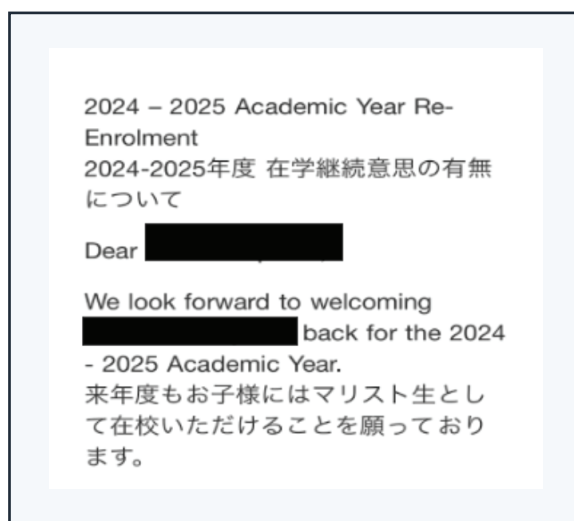 2024 – 2025 Academic Year Re-
Enrolment
2024-2025年度 在学継続意思の有無
について
Dear
We look forward to welcoming
back for the 2024
- 2025 Academic Year.
来年度もお子様にはマリスト生とし
て在校いただけることを願っており
ます。